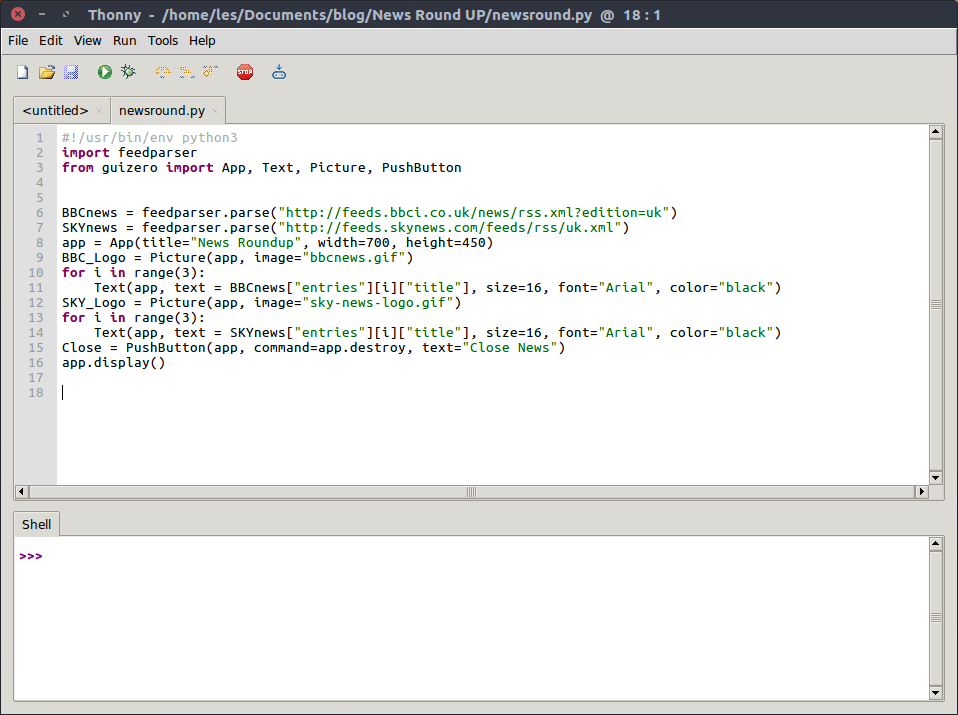 Thonny - /home/les/Documents/blog/News Round UP/newsround.py @ 18 : 1
File Edit View Run Tools Help
STOP
<untitled> newsround.py
1 #!/usr/bin/env python3
2 import feedparser
3 from guizero import App, Text, Picture, PushButton
4
5
6 BBCnews = feedparser.parse("http://feeds.bbci.co.uk/news/rss.xml?edition=uk")
7 SKYnews = feedparser.parse("http://feeds.skynews.com/feeds/rss/uk.xml")
8 app = App(title="News Roundup", width=700, height=450)
9 BBC_Logo = Picture(app, image="bbcnews.gif")
10 for i in range(3):
11     Text(app, text = BBCnews["entries"][i]["title"], size=16, font="Arial", color="black")
12 SKY_Logo = Picture(app, image="sky-news-logo.gif")
13 for i in range(3):
14     Text(app, text = SKYnews["entries"][i]["title"], size=16, font="Arial", color="black")
15 Close = PushButton(app, command=app.destroy, text="Close News")
16 app.display()
17
18
Shell
>>>